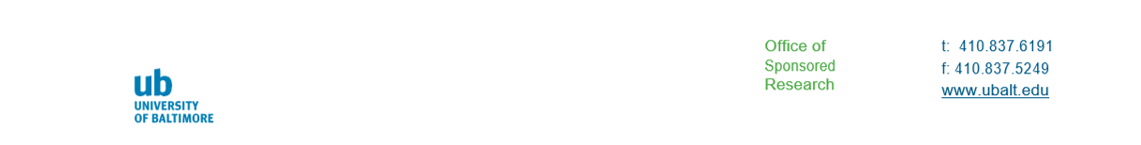 ub
UNIVERSITY
OF BALTIMORE
Office of
Sponsored
Research
t: 410.837.6191
f: 410.837.5249
www.ubalt.edu